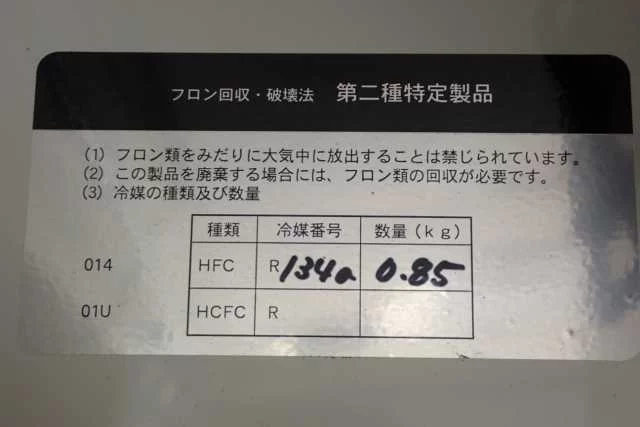 フロン回収・破壊法 第二種特定製品
(1) フロン類をみだりに大気中に放出することは禁じられています。
(2) この製品を廃棄する場合には、フロン類の回収が必要です。
(3) 冷媒の種類及び数量
種類 冷媒番号 数量(kg)
014 HFC R134a 0.85
01U HCFC R